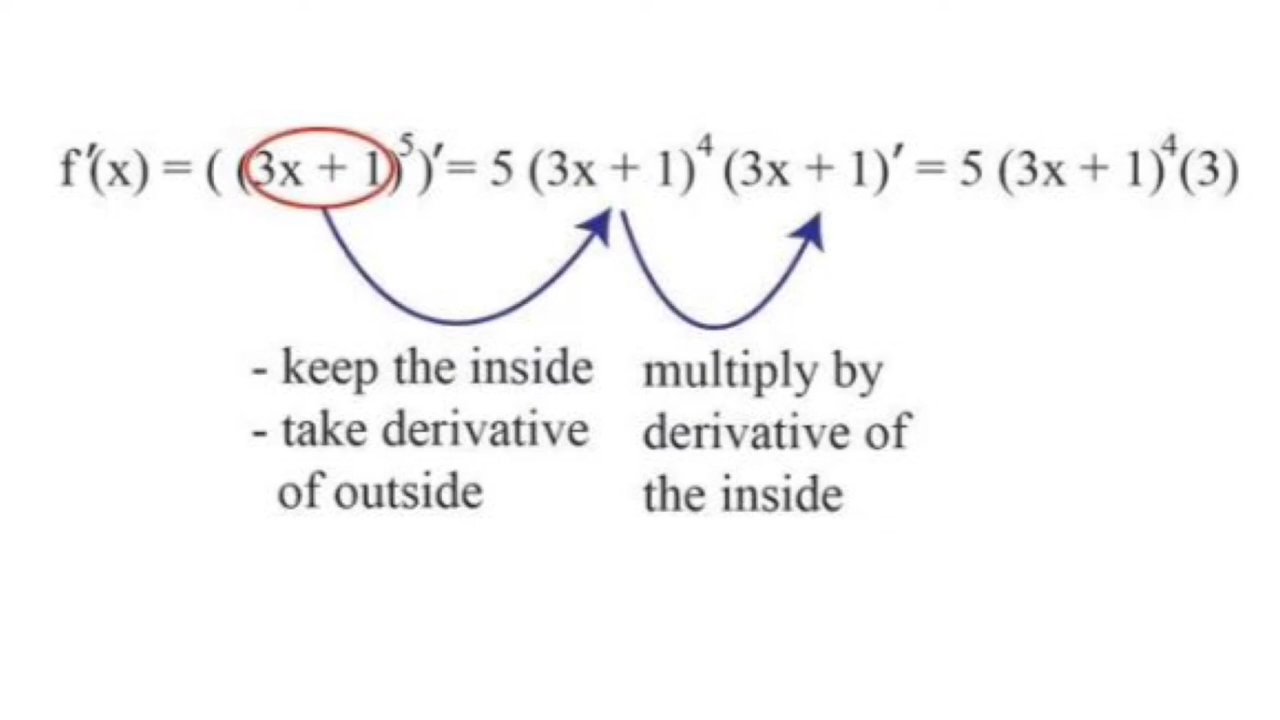 f′(x) = ( (3x + 1)⁵)′ = 5 (3x + 1)⁴ (3x + 1)′ = 5 (3x + 1)⁴(3)
- keep the inside
- take derivative
of outside
multiply by
derivative of
the inside